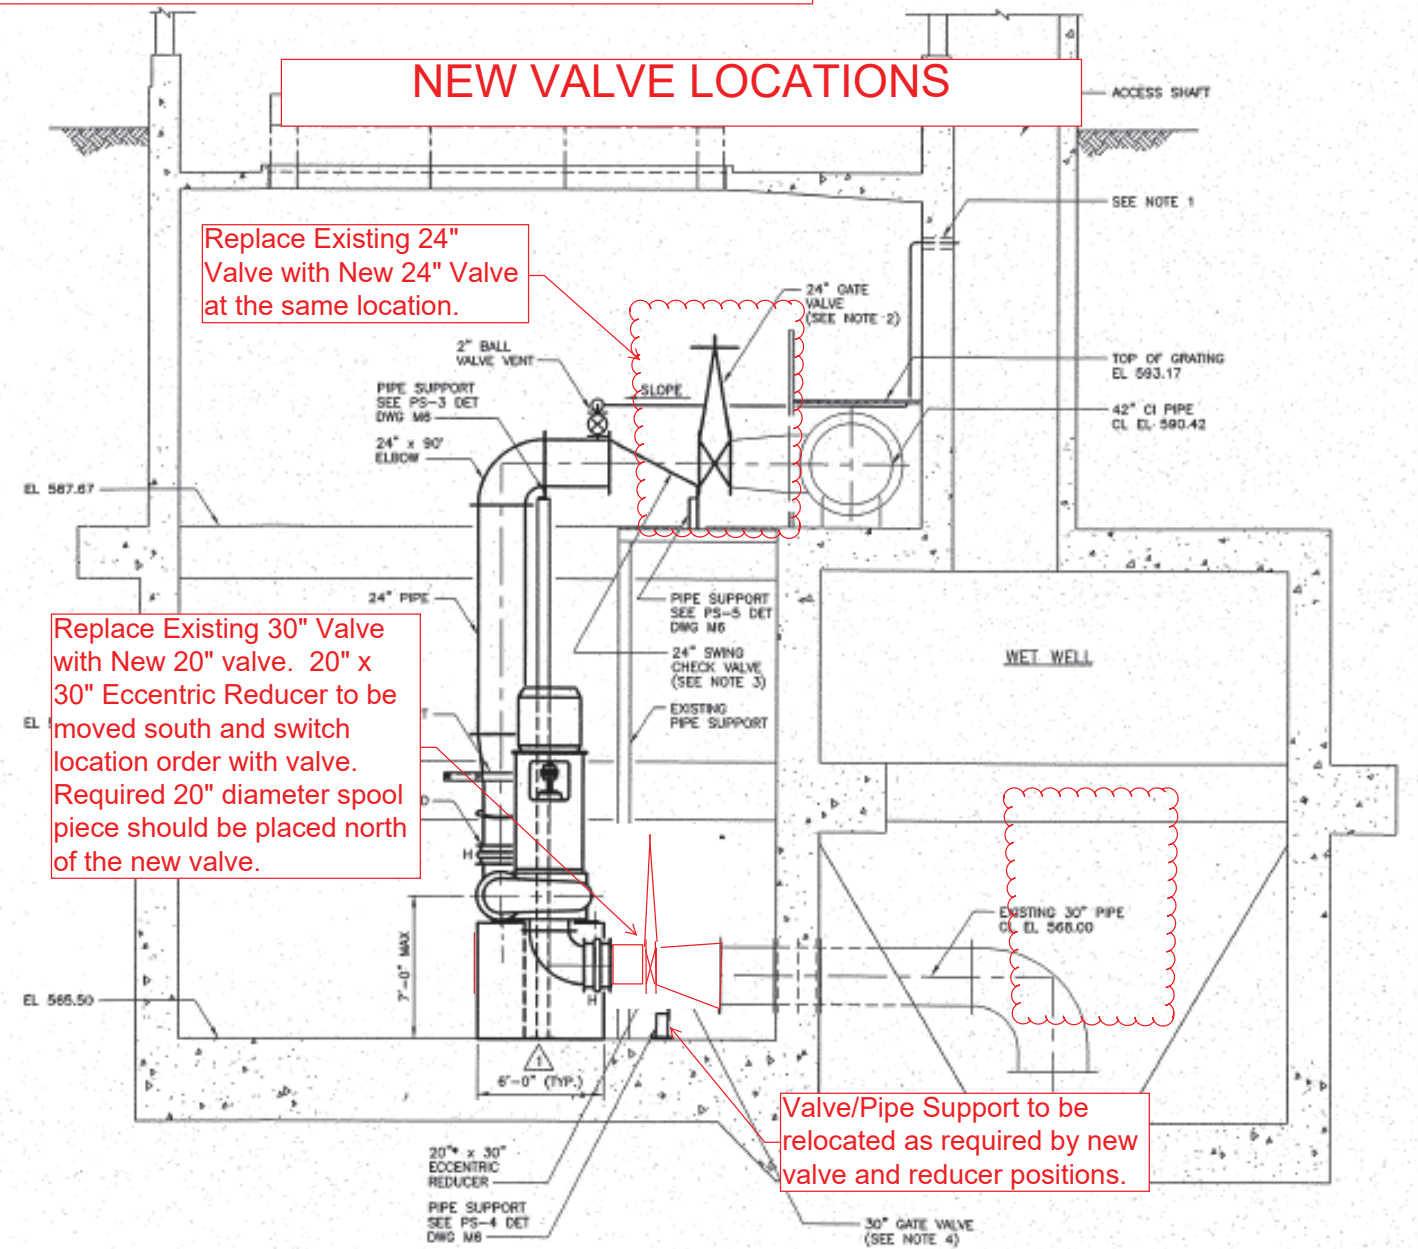 NEW VALVE LOCATIONS
ACCESS SHAFT
SEE NOTE 1
Replace Existing 24"
Valve with New 24" Valve
at the same location.
24" GATE
VALVE
(SEE NOTE 2)
2" BALL
VALVE VENT
TOP OF GRATING
EL 593.17
PIPE SUPPORT
SEE PS-3 DET
DWG M6
SLOPE
42" CI PIPE
CL EL 590.42
24" x 90°
ELBOW
EL 587.67
24" PIPE
PIPE SUPPORT
SEE PS-5 DET
DWG M6
24" SWING
CHECK VALVE
(SEE NOTE 3)
WET WELL
EXISTING
PIPE SUPPORT
Replace Existing 30" Valve
with New 20" valve.  20" x
30" Eccentric Reducer to be
moved south and switch
location order with valve.
Required 20" diameter spool
piece should be placed north
of the new valve.
EL
T
D
H
EXISTING 30" PIPE
CL EL 568.00
7'-0" MAX
H
EL 565.50
1
6'-0" (TYP.)
Valve/Pipe Support to be
relocated as required by new
valve and reducer positions.
20"* x 30"
ECCENTRIC
REDUCER
PIPE SUPPORT
SEE PS-4 DET
DWG M6
30" GATE VALVE
(SEE NOTE 4)